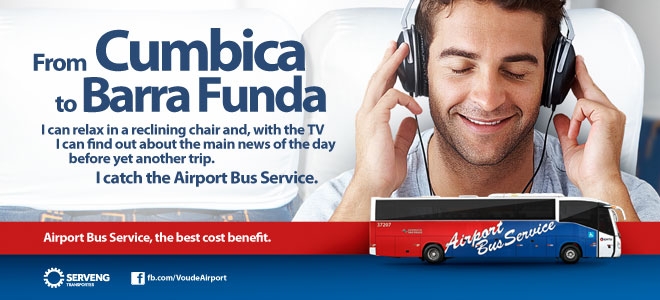 From Cumbica
to Barra Funda
I can relax in a reclining chair and, with the TV
I can find out about the main news of the day
before yet another trip.
I catch the Airport Bus Service.
37207
Airport
Bus Service
Airport Bus Service, the best cost benefit.
SERVENG
TRANSPORTES
fb.com/VoudeAirport